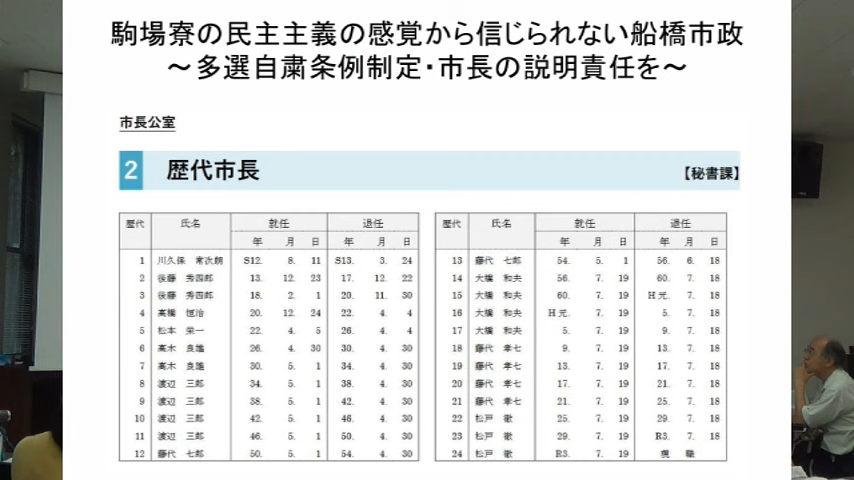 駒場寮の民主主義の感覚から信じられない船橋市政
～多選自粛条例制定・市長の説明責任を～
市長公室
2 歴代市長 【秘書課】
歴代 氏名 就任 退任
年 月 日 年 月 日
1 川久保 常次朗 S12. 8. 11 S13. 3. 24
2 後藤 秀四郎 13. 12. 23 17. 12. 22
3 後藤 秀四郎 18. 2. 1 20. 11. 30
4 高橋 恒治 20. 12. 24 22. 4. 4
5 松本 栄一 22. 4. 5 26. 4. 4
6 高木 良雄 26. 4. 30 30. 4. 30
7 高木 良雄 30. 5. 1 34. 4. 30
8 渡辺 三郎 34. 5. 1 38. 4. 30
9 渡辺 三郎 38. 5. 1 42. 4. 30
10 渡辺 三郎 42. 5. 1 46. 4. 30
11 渡辺 三郎 46. 5. 1 50. 4. 30
12 藤代 七郎 50. 5. 1 54. 4. 30
歴代 氏名 就任 退任
年 月 日 年 月 日
13 藤代 七郎 54. 5. 1 56. 6. 18
14 大橋 和夫 56. 7. 19 60. 7. 18
15 大橋 和夫 60. 7. 19 H元. 7. 18
16 大橋 和夫 H元. 7. 19 5. 7. 18
17 大橋 和夫 5. 7. 19 9. 7. 18
18 藤代 孝七 9. 7. 19 13. 7. 18
19 藤代 孝七 13. 7. 19 17. 7. 18
20 藤代 孝七 17. 7. 19 21. 7. 18
21 藤代 孝七 21. 7. 19 25. 7. 18
22 松戸 徹 25. 7. 19 29. 7. 18
23 松戸 徹 29. 7. 19 R3. 7. 18
24 松戸 徹 R3. 7. 19 現 職